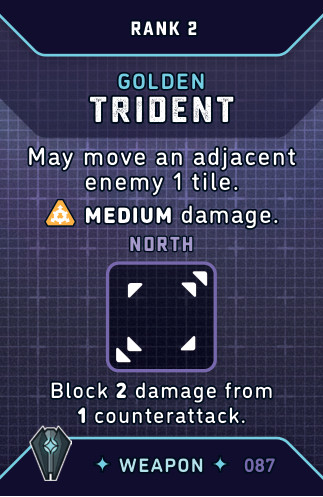 RANK 2
GOLDEN
TRIDENT
May move an adjacent
enemy 1 tile.
MEDIUM damage.
NORTH
Block 2 damage from
1 counterattack.
WEAPON 087